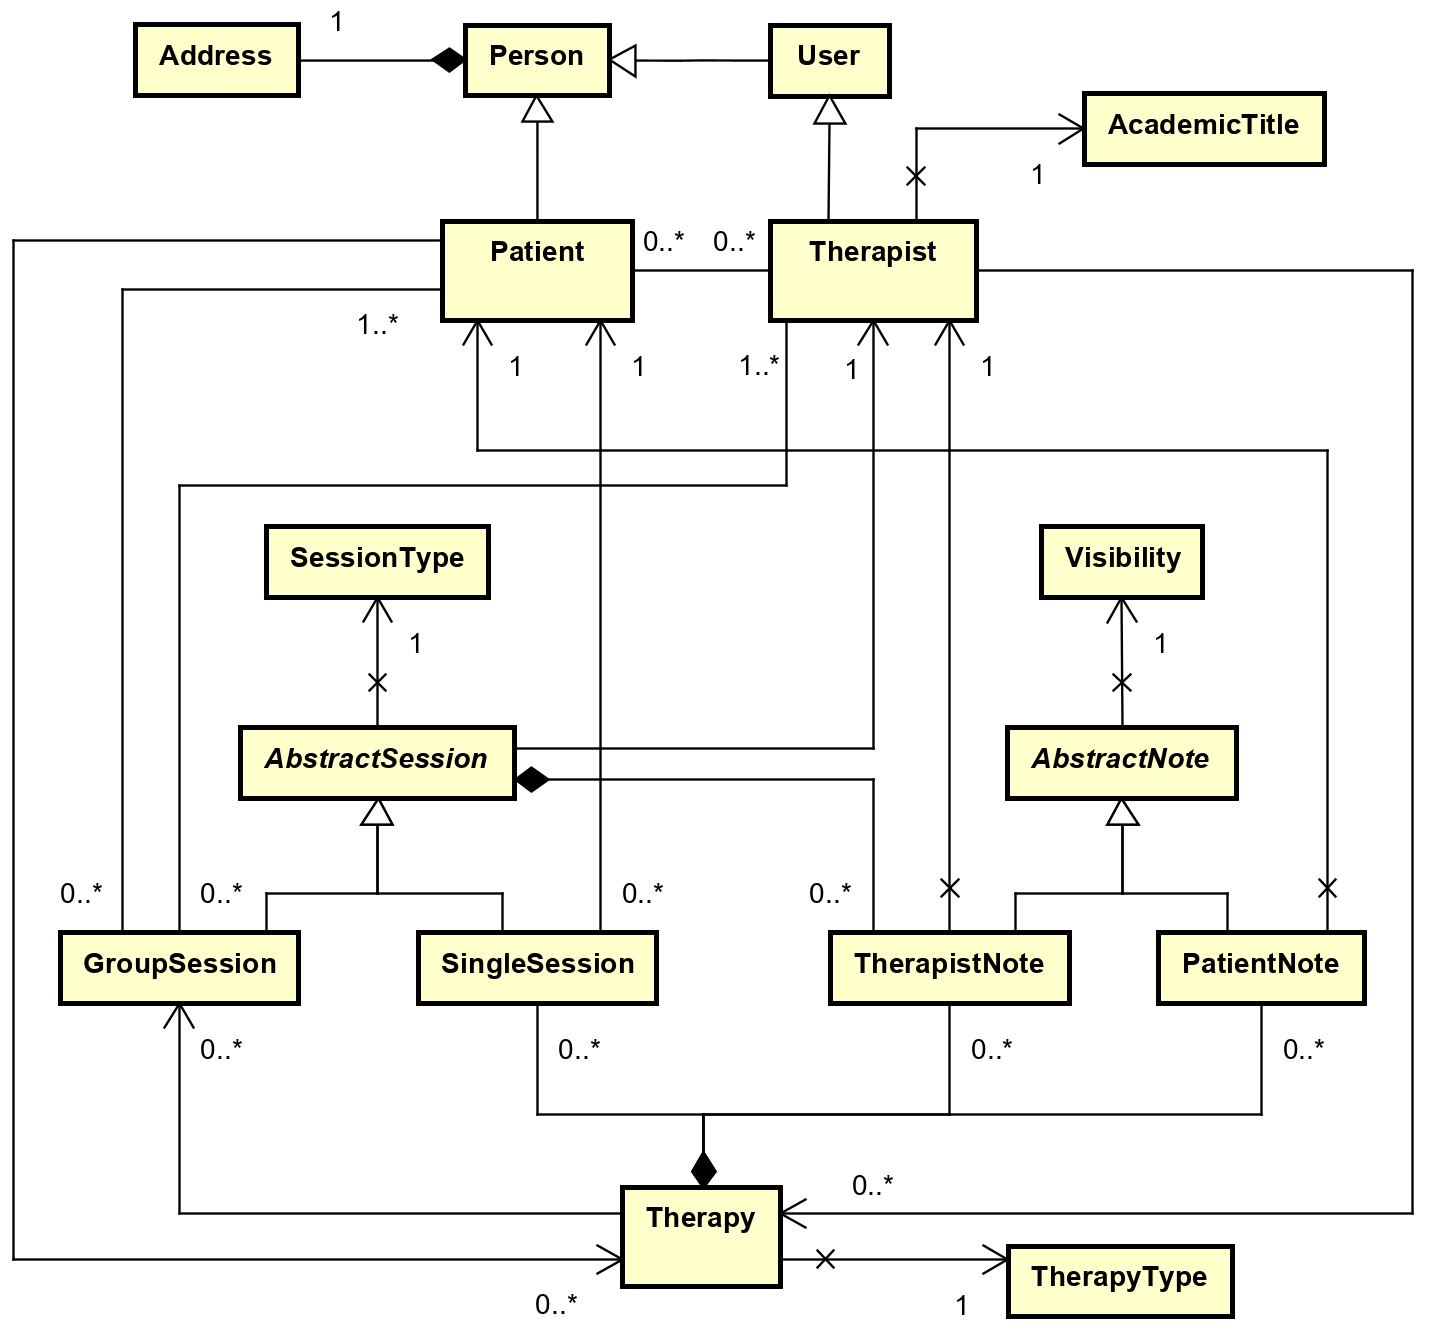 1
Address
Person
User
AcademicTitle
1
Patient
0..*
0..*
Therapist
1..*
1
1
1..*
1
1
SessionType
Visibility
1
1
AbstractSession
AbstractNote
0..*
0..*
0..*
0..*
GroupSession
SingleSession
TherapistNote
PatientNote
0..*
0..*
0..*
0..*
0..*
Therapy
TherapyType
0..*
1